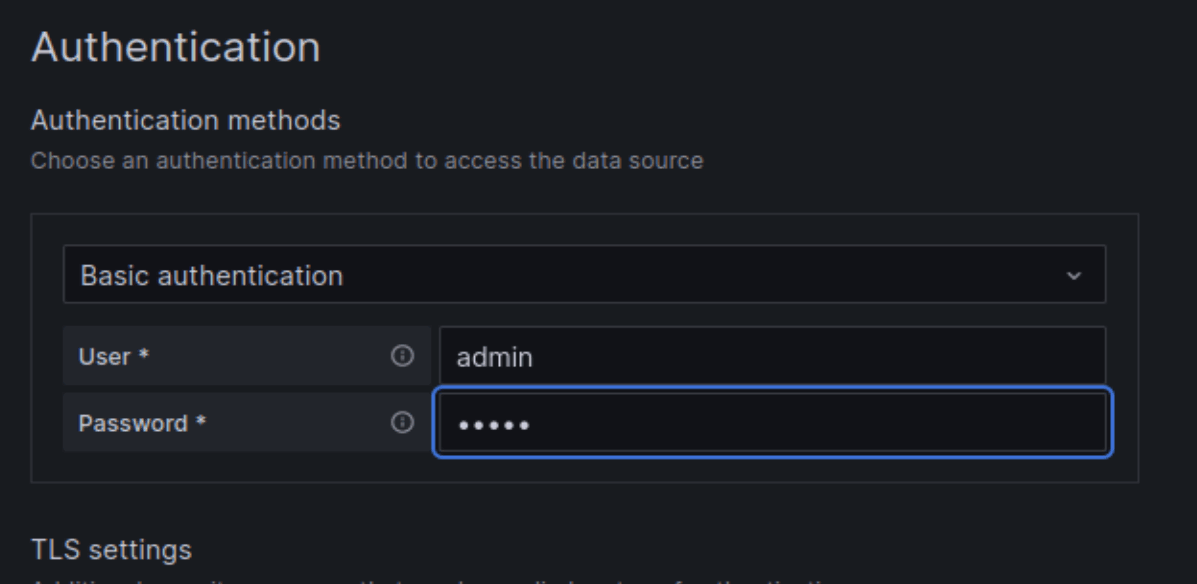 Authentication
Authentication methods
Choose an authentication method to access the data source
Basic authentication
User *
admin
Password *
•••••
TLS settings